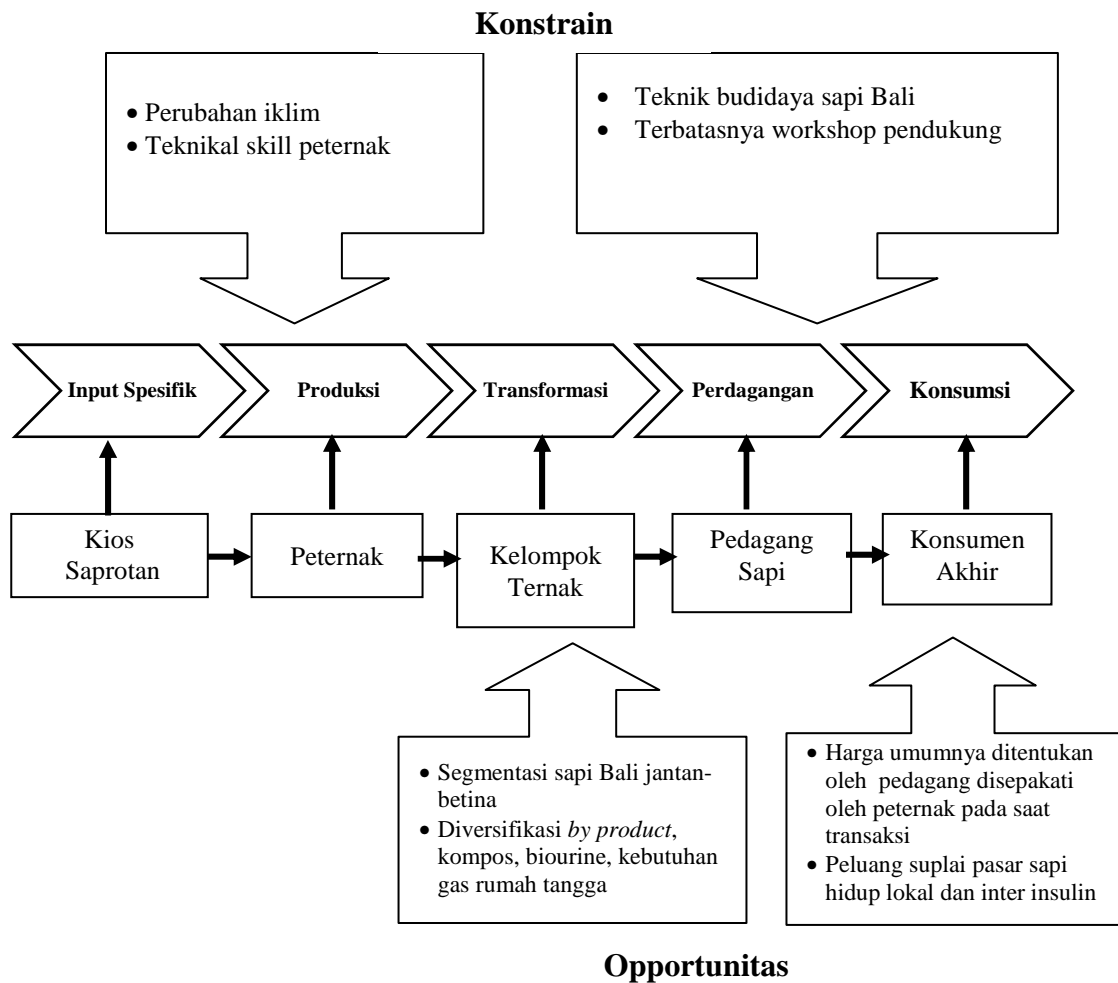 Konstrain
• Perubahan iklim
• Teknikal skill peternak
• Teknik budidaya sapi Bali
• Terbatasnya workshop pendukung
Input Spesifik
Produksi
Transformasi
Perdagangan
Konsumsi
Kios
Saprotan
Peternak
Kelompok
Ternak
Pedagang
Sapi
Konsumen
Akhir
• Segmentasi sapi Bali jantan-
betina
• Diversifikasi by product,
kompos, biourine, kebutuhan
gas rumah tangga
• Harga umumnya ditentukan
oleh pedagang disepakati
oleh peternak pada saat
transaksi
• Peluang suplai pasar sapi
hidup lokal dan inter insulin
Opportunitas